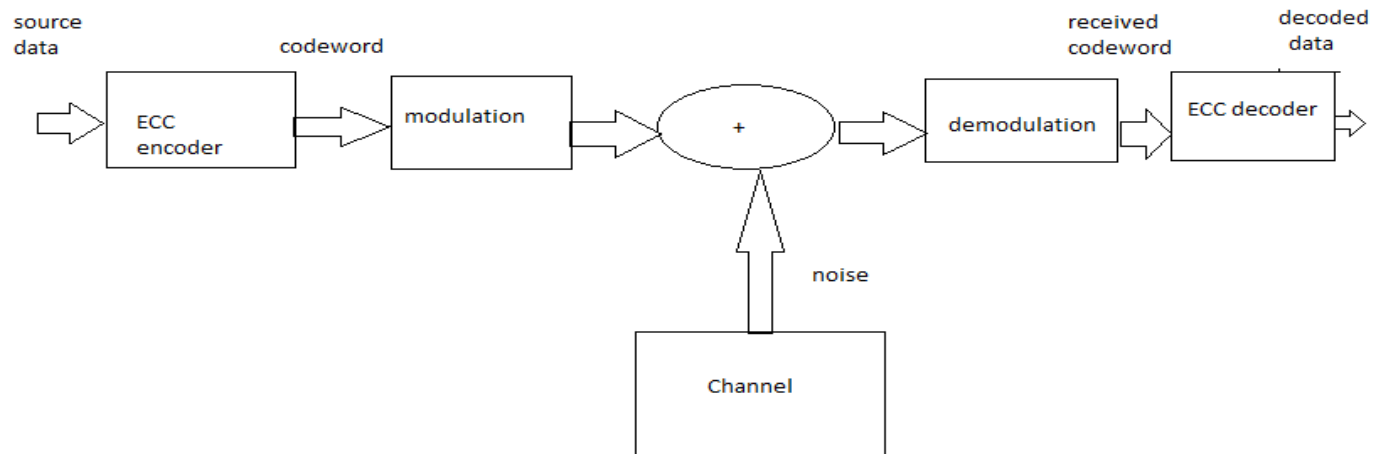 source
data
codeword
received
codeword
decoded
data
ECC
encoder
modulation
+
demodulation
ECC decoder
noise
Channel